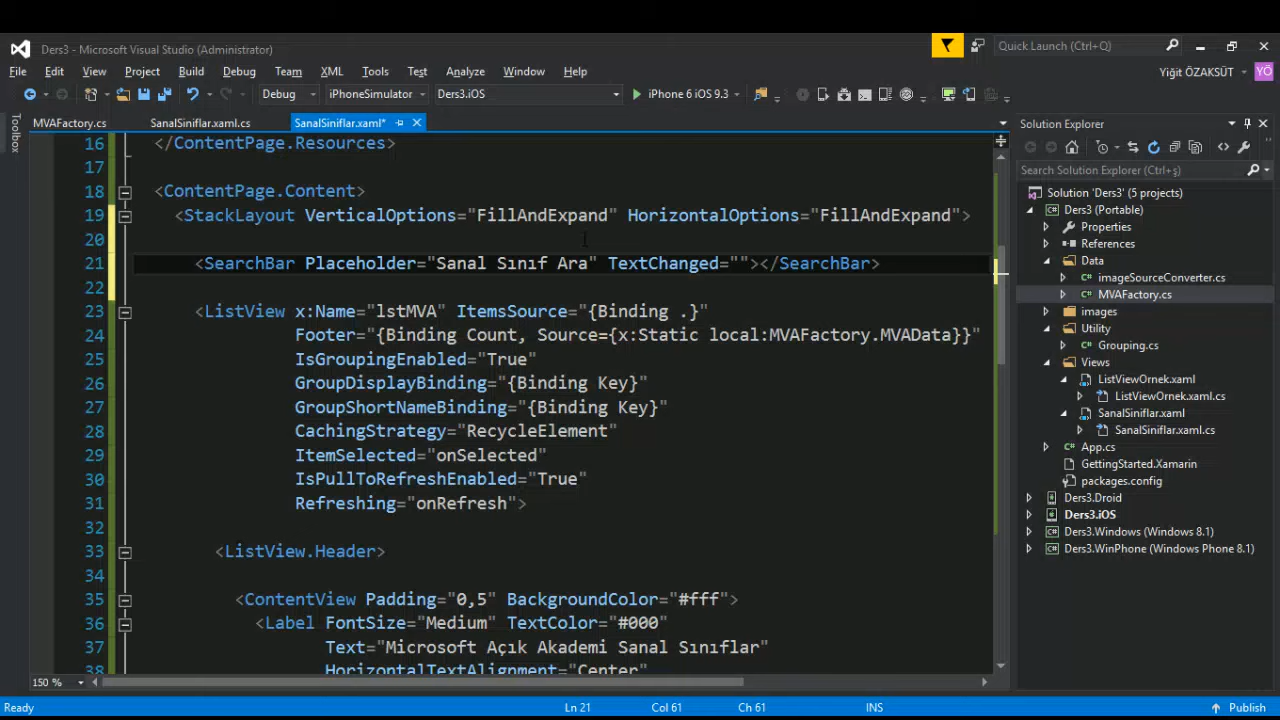 Ders3 - Microsoft Visual Studio (Administrator)
Quick Launch (Ctrl+Q)
File Edit View Project Build Debug Team XML Tools Test Analyze Window Help
Yiğit ÖZAKSÜT YÖ
Debug iPhoneSimulator Ders3.iOS iPhone 6 iOS 9.3
Toolbox
MVAFactory.cs SanalSiniflar.xaml.cs SanalSiniflar.xaml*
16 </ContentPage.Resources>
17
18 <ContentPage.Content>
19 <StackLayout VerticalOptions="FillAndExpand" HorizontalOptions="FillAndExpand">
20
21 <SearchBar Placeholder="Sanal Sınıf Ara" TextChanged=""></SearchBar>
22
23 <ListView x:Name="lstMVA" ItemsSource="{Binding .}"
24 Footer="{Binding Count, Source={x:Static local:MVAFactory.MVAData}}"
25 IsGroupingEnabled="True"
26 GroupDisplayBinding="{Binding Key}"
27 GroupShortNameBinding="{Binding Key}"
28 CachingStrategy="RecycleElement"
29 ItemSelected="onSelected"
30 IsPullToRefreshEnabled="True"
31 Refreshing="onRefresh">
32
33 <ListView.Header>
34
35 <ContentView Padding="0,5" BackgroundColor="#fff">
36 <Label FontSize="Medium" TextColor="#000"
37 Text="Microsoft Açık Akademi Sanal Sınıflar"
38 HorizontalTextAlignment="Center"
150 %
Solution Explorer
Search Solution Explorer (Ctrl+ş)
Solution 'Ders3' (5 projects)
Ders3 (Portable)
Properties
References
Data
imageSourceConverter.cs
MVAFactory.cs
images
Utility
Grouping.cs
Views
ListViewOrnek.xaml
ListViewOrnek.xaml.cs
SanalSiniflar.xaml
SanalSiniflar.xaml.cs
App.cs
GettingStarted.Xamarin
packages.config
Ders3.Droid
Ders3.iOS
Ders3.Windows (Windows 8.1)
Ders3.WinPhone (Windows Phone 8.1)
Ready Ln 21 Col 61 Ch 61 INS Publish